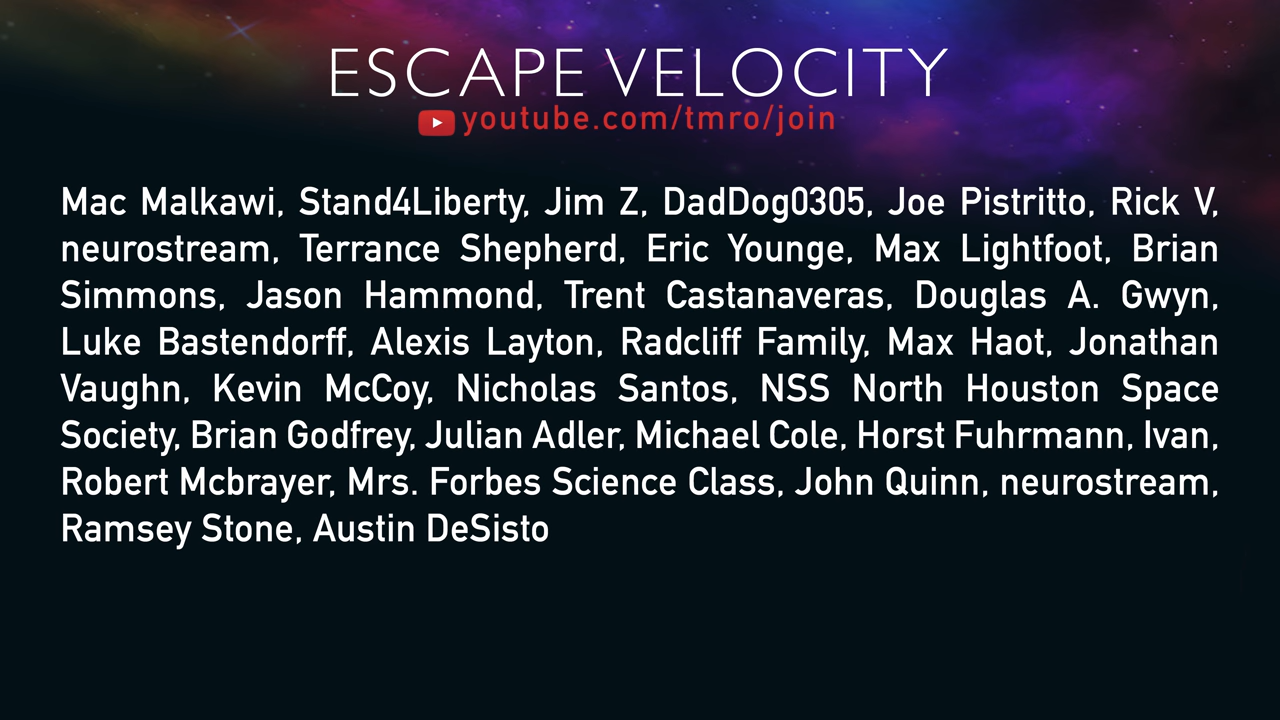 ESCAPE VELOCITY
youtube.com/tmro/join
Mac Malkawi, Stand4Liberty, Jim Z, DadDog0305, Joe Pistritto, Rick V,
neurostream, Terrance Shepherd, Eric Younge, Max Lightfoot, Brian
Simmons, Jason Hammond, Trent Castanaveras, Douglas A. Gwyn,
Luke Bastendorff, Alexis Layton, Radcliff Family, Max Haot, Jonathan
Vaughn, Kevin McCoy, Nicholas Santos, NSS North Houston Space
Society, Brian Godfrey, Julian Adler, Michael Cole, Horst Fuhrmann, Ivan,
Robert Mcbrayer, Mrs. Forbes Science Class, John Quinn, neurostream,
Ramsey Stone, Austin DeSisto